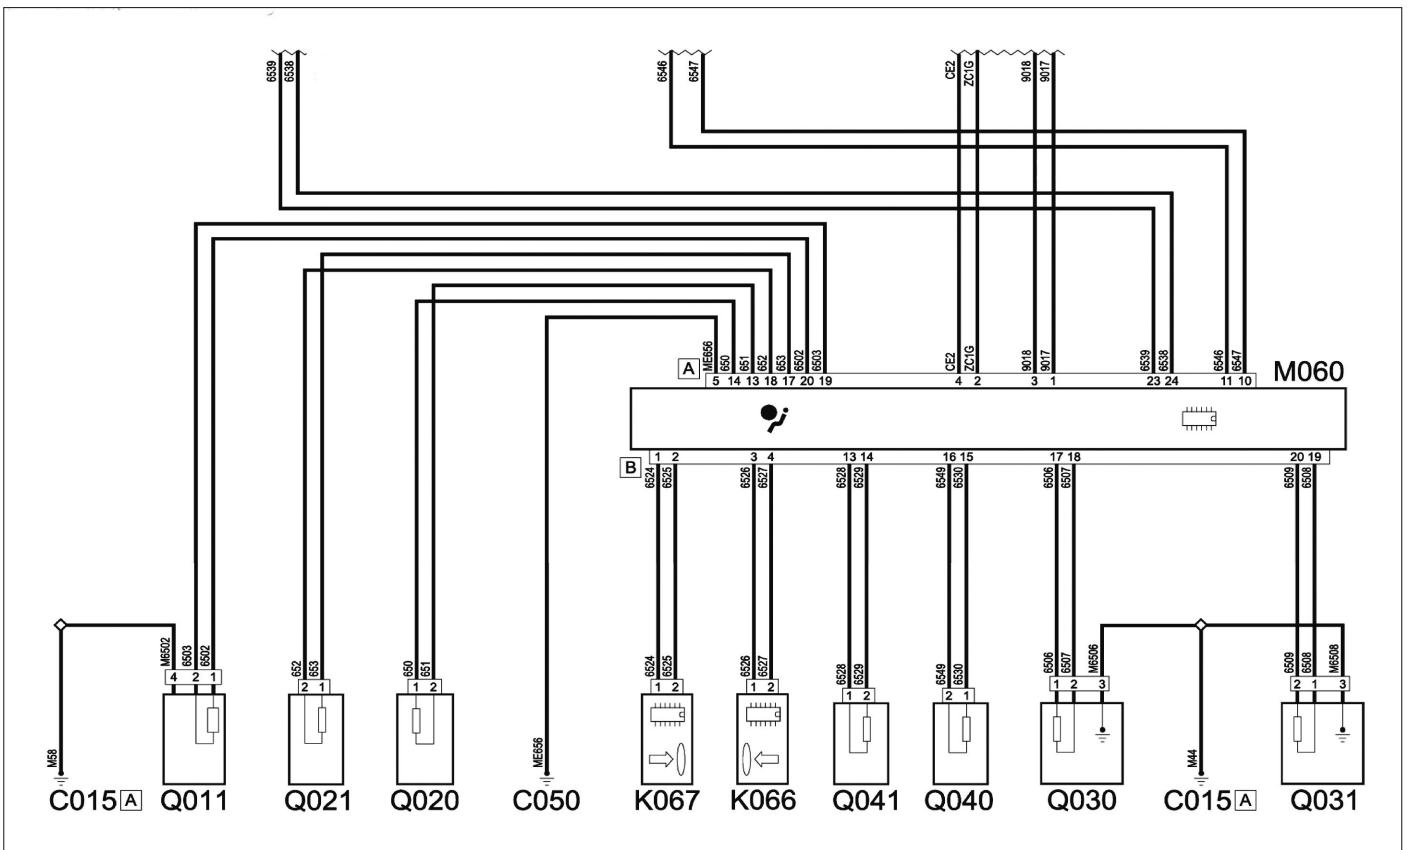 6539 6538 6546 6547 CE2 ZC1G 9018 9017
ME656 650 651 652 653 6502 6503 CE2 ZC1G 9018 9017 6539 6538 6546 6547
A 5 14 13 18 17 20 19 4 2 3 1 23 24 11 10 M060
B 1 2 3 4 13 14 16 15 17 18 20 19
6524 6525 6526 6527 6528 6529 6549 6530 6506 6507 6509 6508
M6502 6503 6502 652 653 650 651 6524 6525 6526 6527 6528 6529 6549 6530 6506 6507 M6506 6509 6508 M6508
4 2 1 2 1 1 2 1 2 1 2 1 2 2 1 1 2 3 2 1 3
M58 ME656 M44
C015 A Q011 Q021 Q020 C050 K067 K066 Q041 Q040 Q030 C015 A Q031